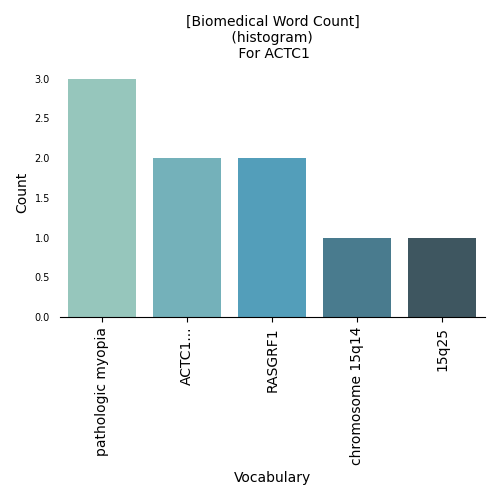 [Biomedical Word Count]
(histogram)
For ACTC1
3.0
2.5
2.0
1.5
1.0
0.5
0.0
Count
pathologic myopia
ACTC1...
RASGRF1
chromosome 15q14
15q25
Vocabulary